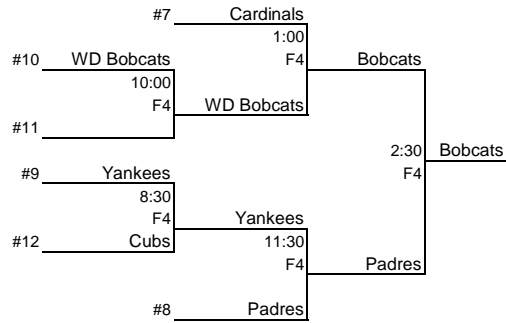 #7 Cardinals
1:00
#10 WD Bobcats F4 Bobcats
10:00
F4 WD Bobcats
#11
2:30 Bobcats
#9 Yankees F4
8:30
F4 Yankees
#12 Cubs 11:30
F4 Padres
#8 Padres